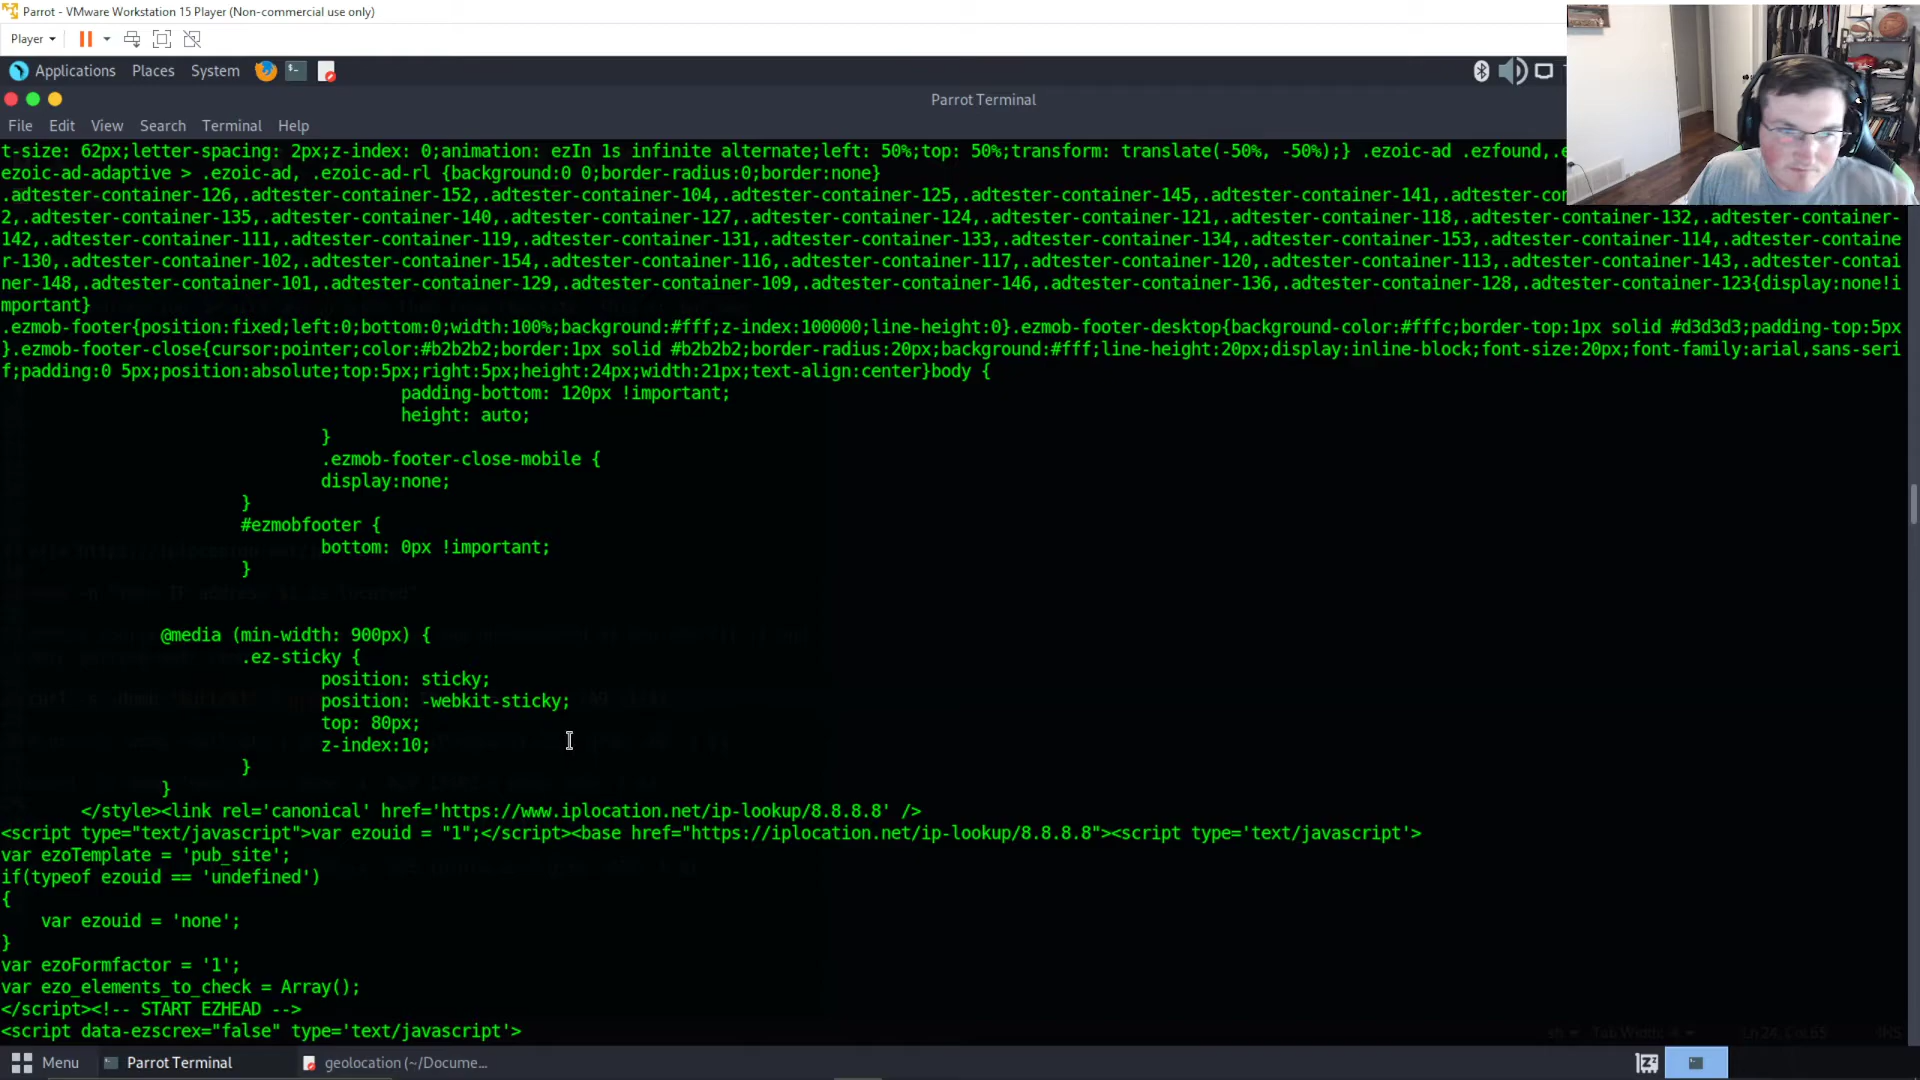 Parrot - VMware Workstation 15 Player (Non-commercial use only)
Player
Applications Places System
Parrot Terminal
File Edit View Search Terminal Help
t-size: 62px;letter-spacing: 2px;z-index: 0;animation: ezIn 1s infinite alternate;left: 50%;top: 50%;transform: translate(-50%, -50%);} .ezoic-ad .ezfound,.e
ezoic-ad-adaptive > .ezoic-ad, .ezoic-ad-rl {background:0 0;border-radius:0;border:none}
.adtester-container-126,.adtester-container-152,.adtester-container-104,.adtester-container-125,.adtester-container-145,.adtester-container-141,.adtester-cont
2,.adtester-container-135,.adtester-container-140,.adtester-container-127,.adtester-container-124,.adtester-container-121,.adtester-container-118,.adtester-container-132,.adtester-container-
142,.adtester-container-111,.adtester-container-119,.adtester-container-131,.adtester-container-133,.adtester-container-134,.adtester-container-153,.adtester-container-114,.adtester-containe
r-130,.adtester-container-102,.adtester-container-154,.adtester-container-116,.adtester-container-117,.adtester-container-120,.adtester-container-113,.adtester-container-143,.adtester-contai
ner-148,.adtester-container-101,.adtester-container-129,.adtester-container-109,.adtester-container-146,.adtester-container-136,.adtester-container-128,.adtester-container-123{display:none!i
mportant}
.ezmob-footer{position:fixed;left:0;bottom:0;width:100%;background:#fff;z-index:100000;line-height:0}.ezmob-footer-desktop{background-color:#fffc;border-top:1px solid #d3d3d3;padding-top:5px
}.ezmob-footer-close{cursor:pointer;color:#b2b2b2;border:1px solid #b2b2b2;border-radius:20px;background:#fff;line-height:20px;display:inline-block;font-size:20px;font-family:arial,sans-seri
f;padding:0 5px;position:absolute;top:5px;right:5px;height:24px;width:21px;text-align:center}body {
padding-bottom: 120px !important;
height: auto;
}
.ezmob-footer-close-mobile {
display:none;
}
#ezmobfooter {
bottom: 0px !important;
}
@media (min-width: 900px) {
.ez-sticky {
position: sticky;
position: -webkit-sticky;
top: 80px;
z-index:10;
}
}
</style><link rel='canonical' href='https://www.iplocation.net/ip-lookup/8.8.8.8' />
<script type="text/javascript">var ezouid = "1";</script><base href="https://iplocation.net/ip-lookup/8.8.8.8"><script type='text/javascript'>
var ezoTemplate = 'pub_site';
if(typeof ezouid == 'undefined')
{
var ezouid = 'none';
}
var ezoFormfactor = '1';
var ezo_elements_to_check = Array();
</script><!-- START EZHEAD -->
<script data-ezscrex="false" type='text/javascript'>
Menu Parrot Terminal geolocation (~/Docume...